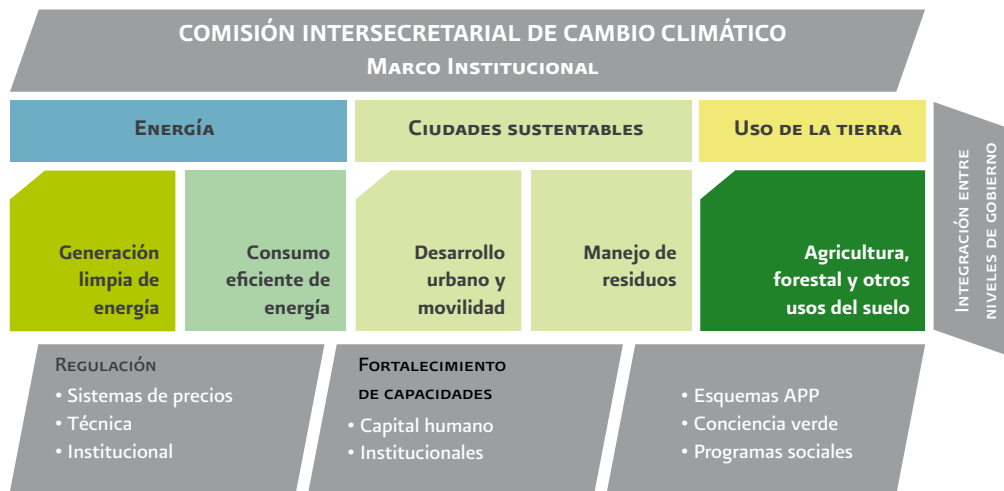 COMISIÓN INTERSECRETARIAL DE CAMBIO CLIMÁTICO
Marco Institucional
Energía
Ciudades sustentables
Uso de la tierra
Integración entre
niveles de gobierno
Generación
limpia de
energía
Consumo
eficiente de
energía
Desarrollo
urbano y
movilidad
Manejo de
residuos
Agricultura,
forestal y otros
usos del suelo
Regulación
• Sistemas de precios
• Técnica
• Institucional
Fortalecimiento
de capacidades
• Capital humano
• Institucionales
• Esquemas APP
• Conciencia verde
• Programas sociales